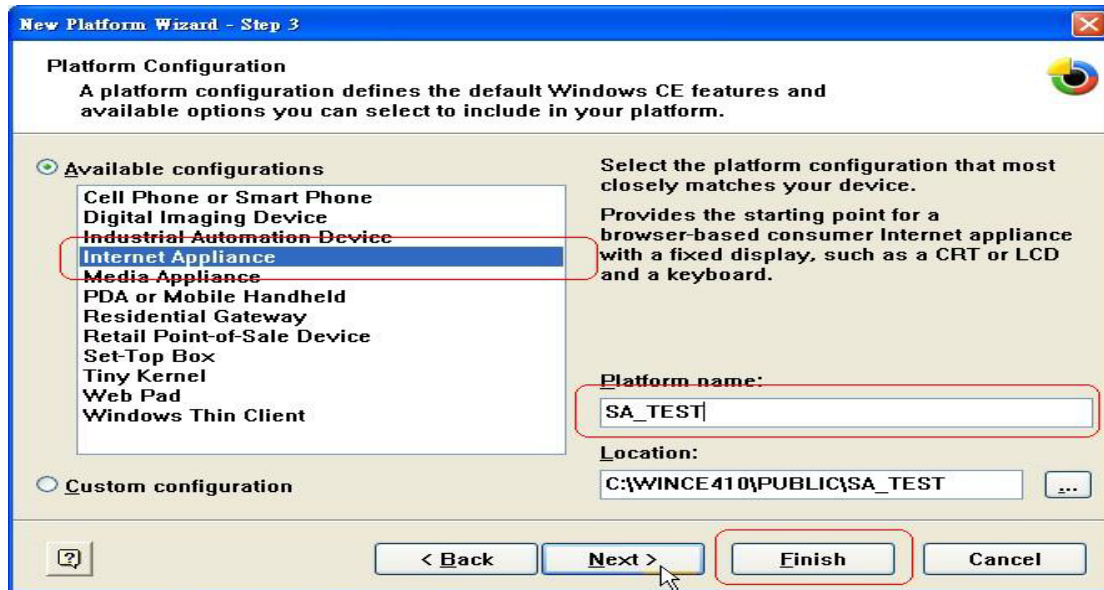 New Platform Wizard - Step 3
Platform Configuration
A platform configuration defines the default Windows CE features and
available options you can select to include in your platform.
Available configurations
Cell Phone or Smart Phone
Digital Imaging Device
Industrial Automation Device
Internet Appliance
Media Appliance
PDA or Mobile Handheld
Residential Gateway
Retail Point-of-Sale Device
Set-Top Box
Tiny Kernel
Web Pad
Windows Thin Client
Custom configuration
Select the platform configuration that most
closely matches your device.
Provides the starting point for a
browser-based consumer Internet appliance
with a fixed display, such as a CRT or LCD
and a keyboard.
Platform name:
SA_TEST
Location:
C:\WINCE410\PUBLIC\SA_TEST
...
?
< Back
Next >
Finish
Cancel